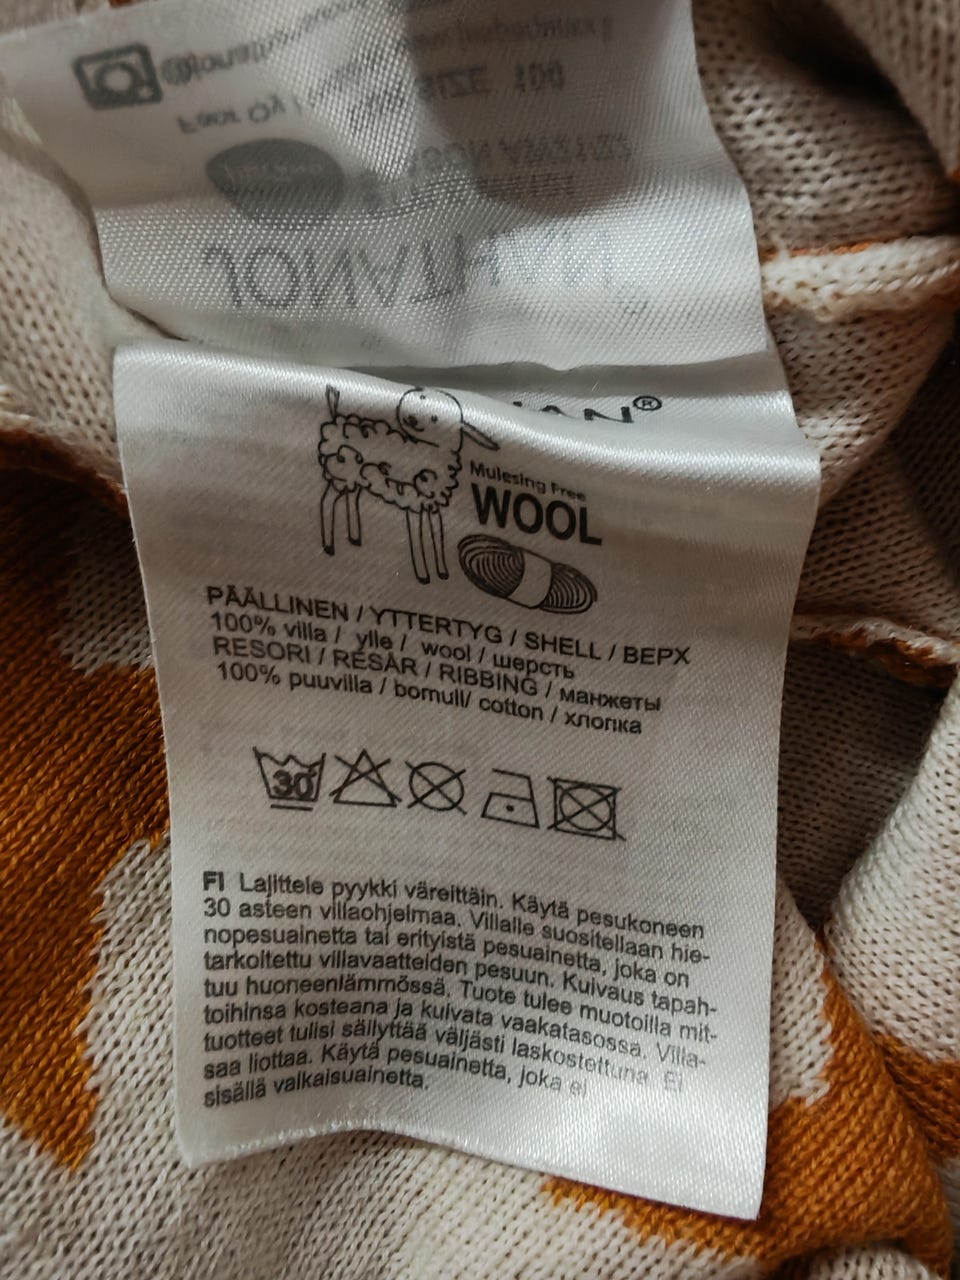 JONATHAN
®
Mulesing Free
WOOL
PÄÄLLINEN / YTTERTYG / SHELL / ВЕРХ
100% villa / ylle / wool / шерсть
RESORI / RESÅR / RIBBING / манжеты
100% puuvilla / bomull/ cotton / хлопка
30
FI Lajittele pyykki väreittäin. Käytä pesukoneen
30 asteen villaohjelmaa. Villalle suositellaan hie-
nopesuainetta tai erityistä pesuainetta, joka on
tarkoitettu villavaatteiden pesuun. Kuivaus tapah-
tuu huoneenlämmössä. Tuote tulee muotoilla mit-
toihinsa kosteana ja kuivata vaakatasossa. Villa-
tuotteet tulisi säilyttää väljästi laskostettuna. Ei
saa liottaa. Käytä pesuainetta, joka ei
sisällä valkaisuainetta.